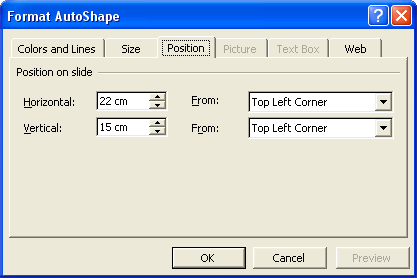 Format AutoShape
Colors and Lines Size Position Picture Text Box Web
Position on slide
Horizontal: 22 cm From: Top Left Corner
Vertical: 15 cm From: Top Left Corner
OK Cancel Preview